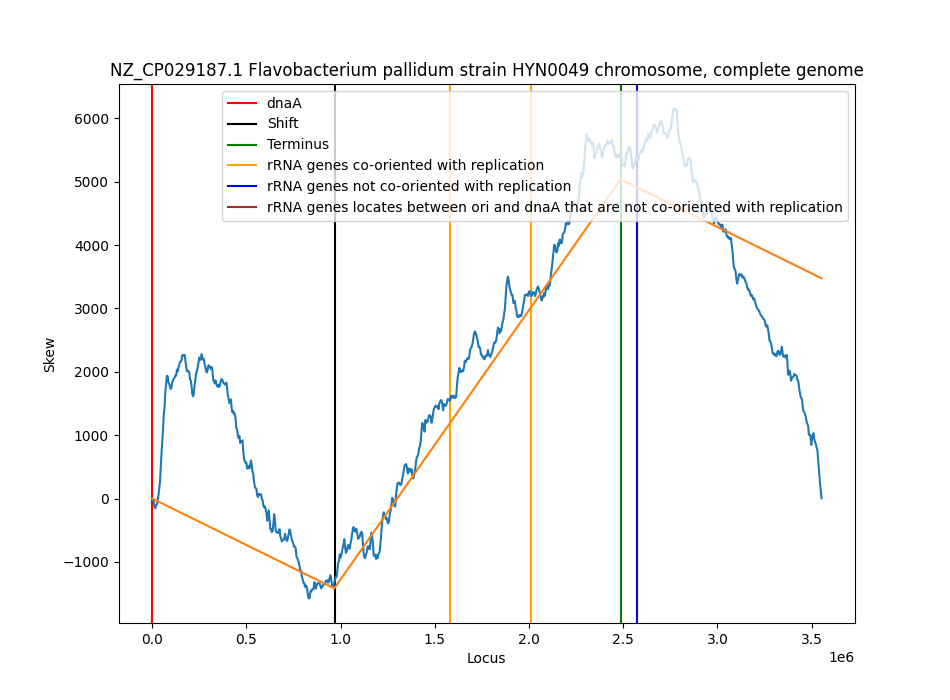 NZ_CP029187.1 Flavobacterium pallidum strain HYN0049 chromosome, complete genome
dnaA
Shift
Terminus
rRNA genes co-oriented with replication
rRNA genes not co-oriented with replication
rRNA genes locates between ori and dnaA that are not co-oriented with replication
6000
5000
4000
3000
2000
1000
0
−1000
Skew
0.0 0.5 1.0 1.5 2.0 2.5 3.0 3.5
1e6
Locus